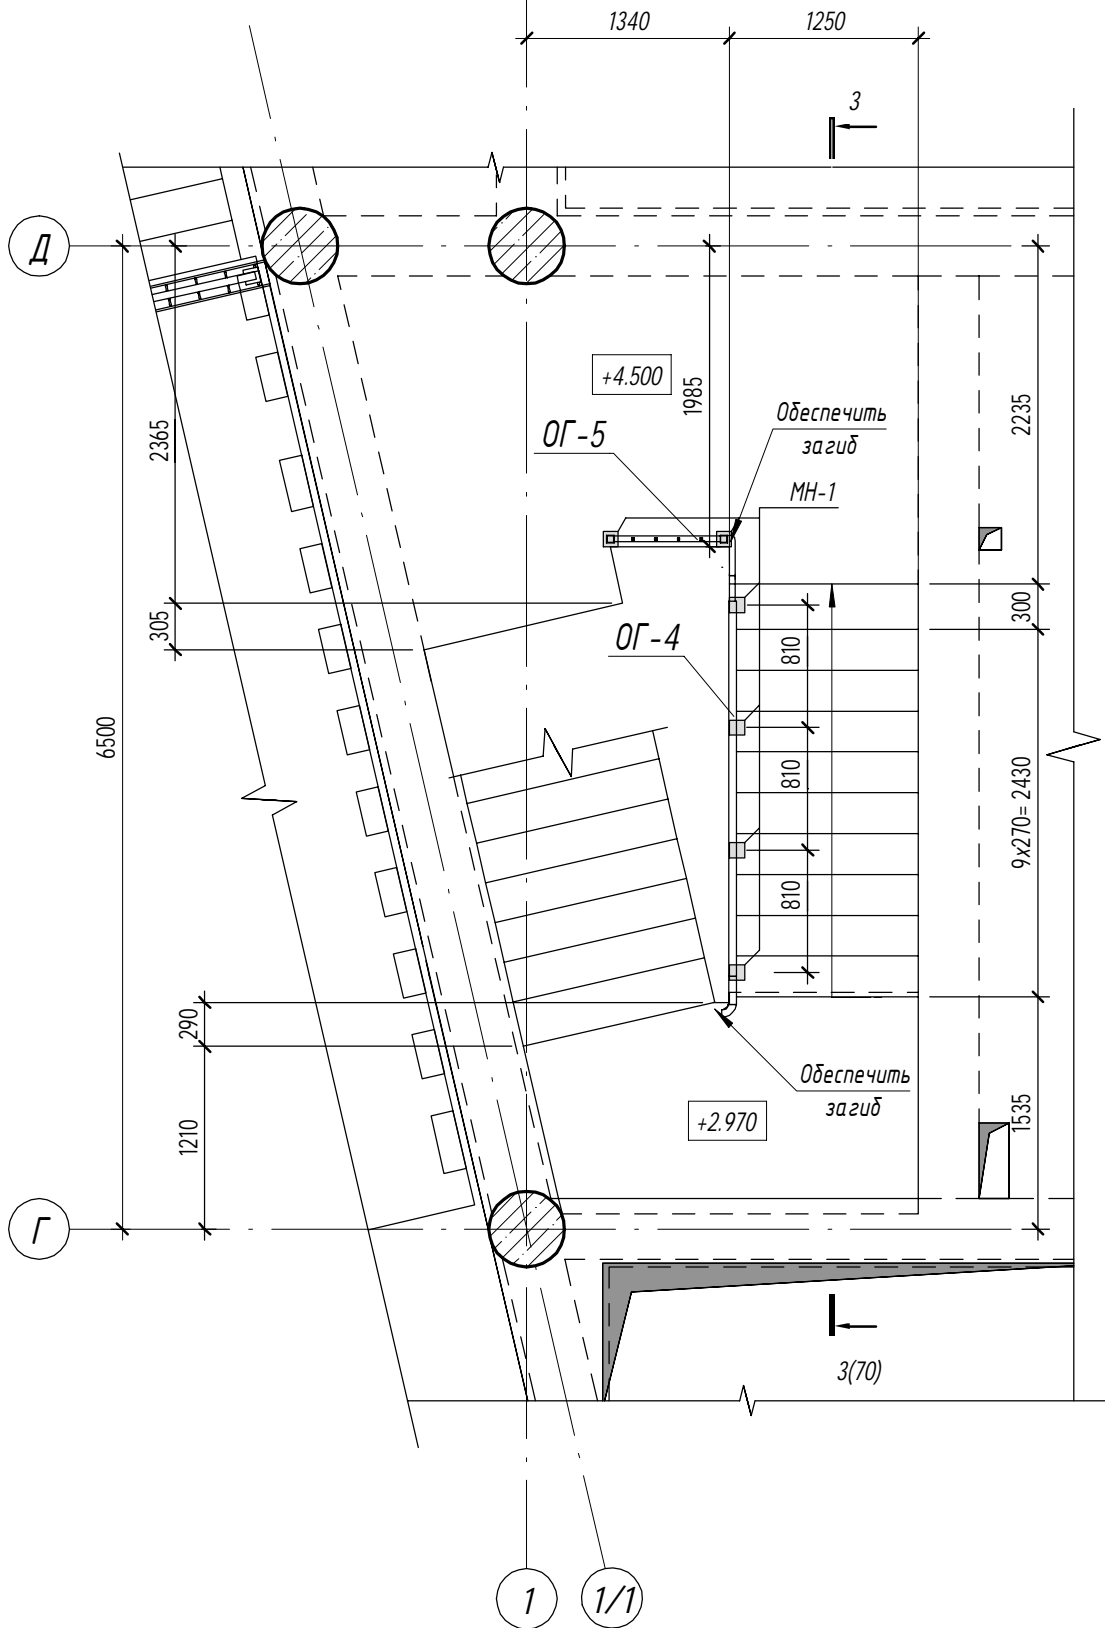 1340
1250
3
Д
+4.500
1985
2235
2365
ОГ-5
Обеспечить
загиб
МН-1
305
300
ОГ-4
810
6500
810
9х270= 2430
810
290
Обеспечить
загиб
+2.970
1210
1535
Г
3(70)
1
1/1